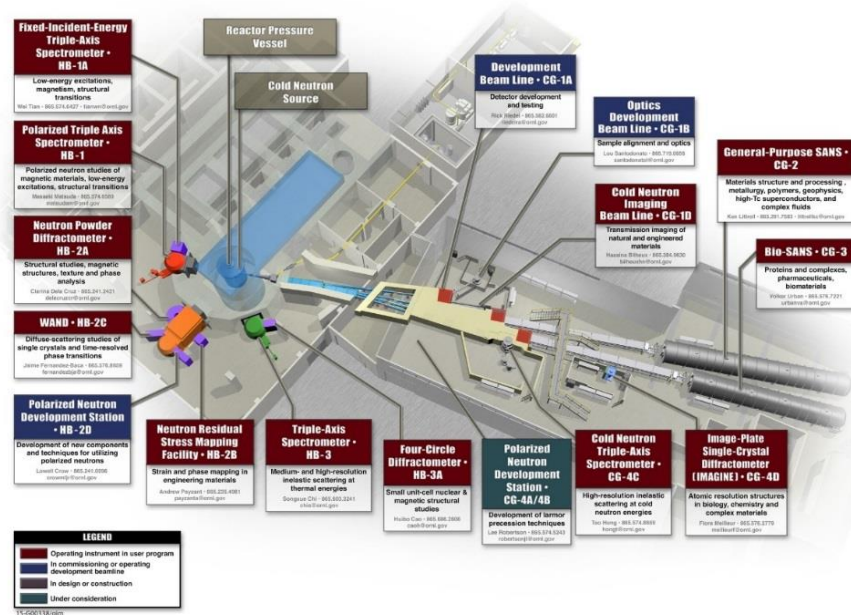 Fixed-Incident-Energy
Triple-Axis
Spectrometer •
HB-1A
Low-energy excitations,
magnetism, structural
transitions
Polarized Triple Axis
Spectrometer •
HB-1
Polarized neutron studies of
magnetic materials, low-energy
excitations, structural transitions
Neutron Powder
Diffractometer •
HB-2A
Structural studies, magnetic
structures, texture and phase
analysis
WAND • HB-2C
Diffuse-scattering studies of
single crystals and time-resolved
phase transitions
Polarized Neutron
Development Station
• HB-2D
Development of new components
and techniques for utilizing
polarized neutrons
Reactor Pressure
Vessel
Cold Neutron
Source
Development
Beam Line • CG-1A
Detector development
and testing
Optics
Development
Beam Line • CG-1B
Sample alignment and optics
Cold Neutron
Imaging
Beam Line • CG-1D
Transmission imaging of
natural and engineered
materials
General-Purpose SANS •
CG-2
Materials structure and processing ,
metallurgy, polymers, geophysics,
high-Tc superconductors, and
complex fluids
Bio-SANS • CG-3
Proteins and complexes,
pharmaceuticals,
biomaterials
Neutron Residual
Stress Mapping
Facility • HB-2B
Strain and phase mapping in
engineering materials
Triple-Axis
Spectrometer •
HB-3
Medium- and high-resolution
inelastic scattering at
thermal energies
Four-Circle
Diffractometer •
HB-3A
Small unit-cell nuclear &
magnetic structural
studies
Polarized
Neutron
Development
Station •
CG-4A/4B
Development of larmor
precession techniques
Cold Neutron
Triple-Axis
Spectrometer •
CG-4C
High-resolution inelastic
scattering at cold
neutron energies
Image-Plate
Single-Crystal
Diffractometer
(IMAGINE) • CG-4D
Atomic resolution structures
in biology, chemistry and
complex materials
LEGEND
Operating instrument in user program
In commissioning or operating
development beamline
In design or construction
Under consideration